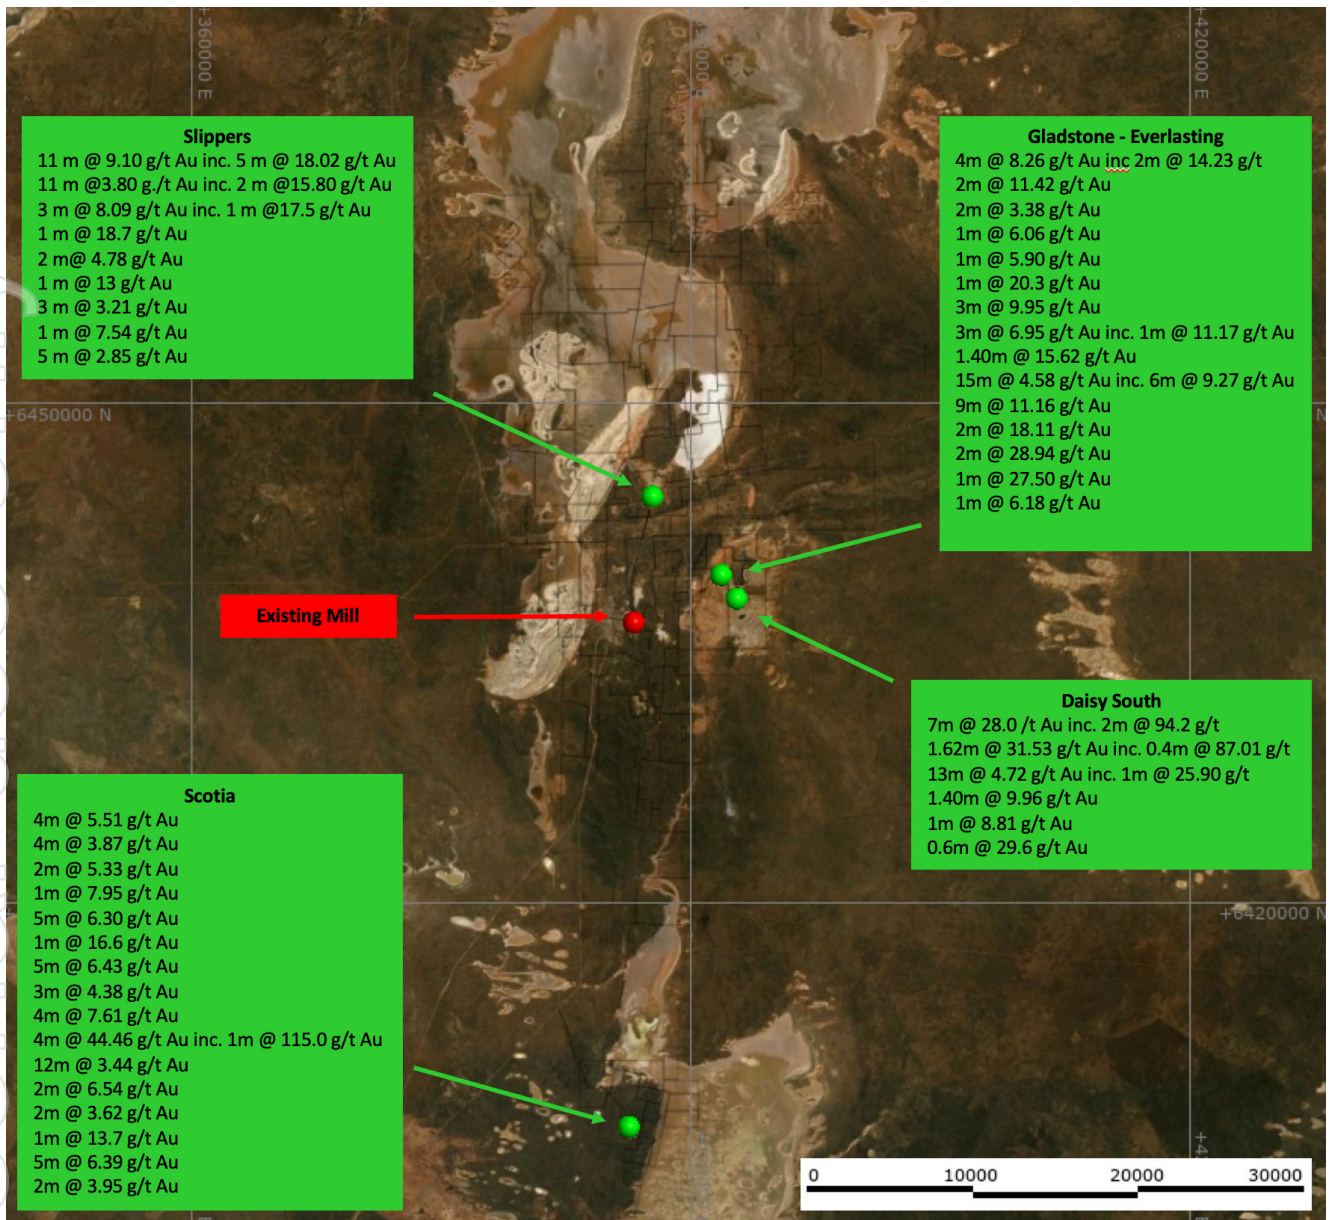 +360000 E
+390000 E
+420000 E
Slippers
11 m @ 9.10 g/t Au inc. 5 m @ 18.02 g/t Au
11 m @3.80 g./t Au inc. 2 m @15.80 g/t Au
3 m @ 8.09 g/t Au inc. 1 m @17.5 g/t Au
1 m @ 18.7 g/t Au
2 m@ 4.78 g/t Au
1 m @ 13 g/t Au
3 m @ 3.21 g/t Au
1 m @ 7.54 g/t Au
5 m @ 2.85 g/t Au
Gladstone - Everlasting
4m @ 8.26 g/t Au inc 2m @ 14.23 g/t
2m @ 11.42 g/t Au
2m @ 3.38 g/t Au
1m @ 6.06 g/t Au
1m @ 5.90 g/t Au
1m @ 20.3 g/t Au
3m @ 9.95 g/t Au
3m @ 6.95 g/t Au inc. 1m @ 11.17 g/t Au
1.40m @ 15.62 g/t Au
15m @ 4.58 g/t Au inc. 6m @ 9.27 g/t Au
9m @ 11.16 g/t Au
2m @ 18.11 g/t Au
2m @ 28.94 g/t Au
1m @ 27.50 g/t Au
1m @ 6.18 g/t Au
+6450000 N
N
Existing Mill
Daisy South
7m @ 28.0 /t Au inc. 2m @ 94.2 g/t
1.62m @ 31.53 g/t Au inc. 0.4m @ 87.01 g/t
13m @ 4.72 g/t Au inc. 1m @ 25.90 g/t
1.40m @ 9.96 g/t Au
1m @ 8.81 g/t Au
0.6m @ 29.6 g/t Au
Scotia
4m @ 5.51 g/t Au
4m @ 3.87 g/t Au
2m @ 5.33 g/t Au
1m @ 7.95 g/t Au
5m @ 6.30 g/t Au
1m @ 16.6 g/t Au
5m @ 6.43 g/t Au
3m @ 4.38 g/t Au
4m @ 7.61 g/t Au
4m @ 44.46 g/t Au inc. 1m @ 115.0 g/t Au
12m @ 3.44 g/t Au
2m @ 6.54 g/t Au
2m @ 3.62 g/t Au
1m @ 13.7 g/t Au
5m @ 6.39 g/t Au
2m @ 3.95 g/t Au
+6420000 N
0 10000 20000 30000